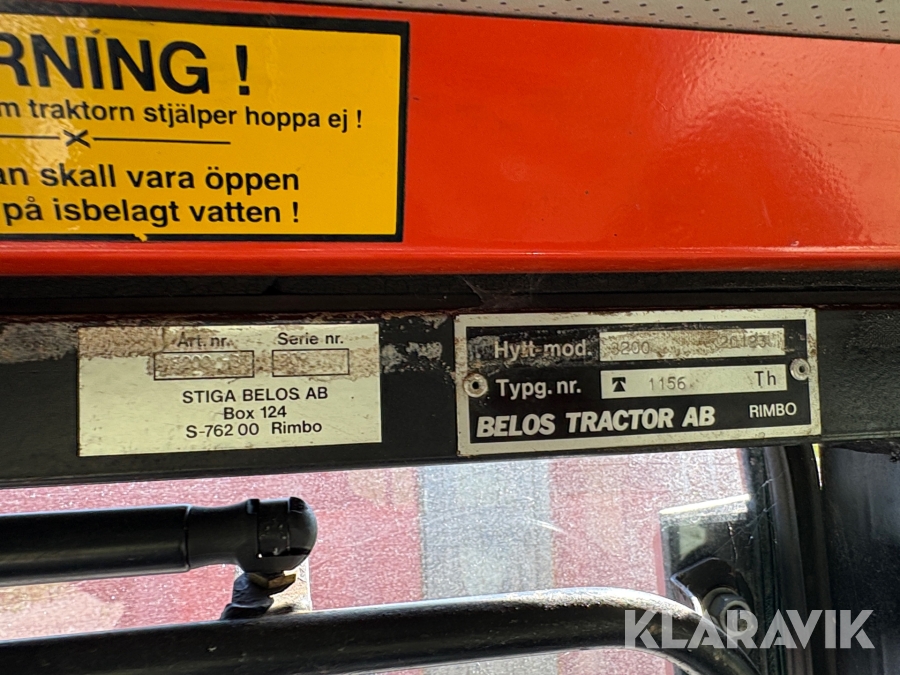 RNING !
m traktorn stjälper hoppa ej !
an skall vara öppen
på isbelagt vatten !
Art. nr. Serie nr.
STIGA BELOS AB
Box 124
S-762 00 Rimbo
Hytt-mod. 8200
Typg. nr. 1156 Th
BELOS TRACTOR AB RIMBO
KLARAVIK